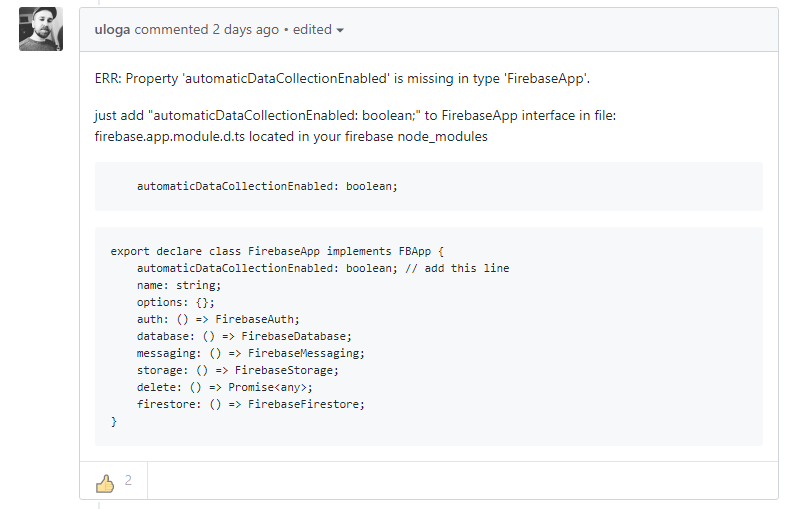 uloga commented 2 days ago • edited
ERR: Property 'automaticDataCollectionEnabled' is missing in type 'FirebaseApp'.
just add "automaticDataCollectionEnabled: boolean;" to FirebaseApp interface in file:
firebase.app.module.d.ts located in your firebase node_modules
    automaticDataCollectionEnabled: boolean;
export declare class FirebaseApp implements FBApp {
    automaticDataCollectionEnabled: boolean; // add this line
    name: string;
    options: {};
    auth: () => FirebaseAuth;
    database: () => FirebaseDatabase;
    messaging: () => FirebaseMessaging;
    storage: () => FirebaseStorage;
    delete: () => Promise<any>;
    firestore: () => FirebaseFirestore;
}
2